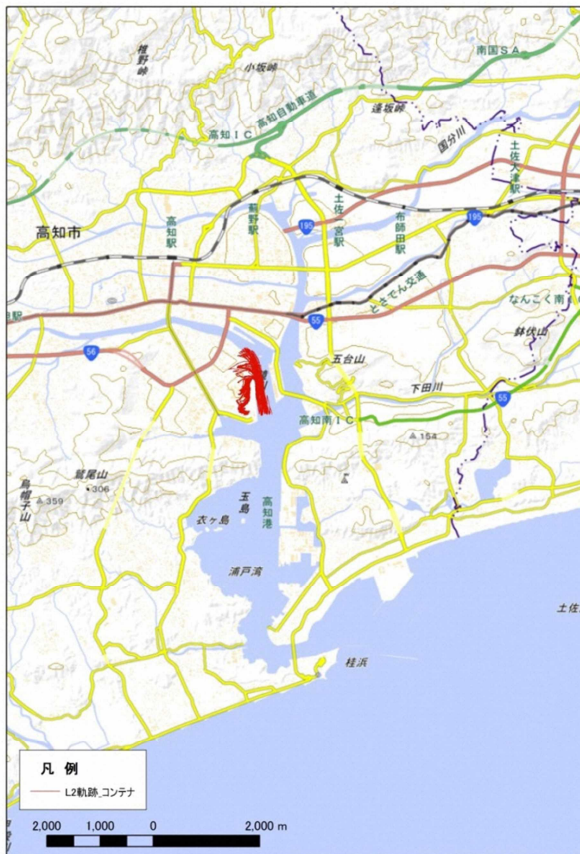 南国ＳＡ
椎野峠
小坂峠
逢坂峠
高知自動車道
高知ＩＣ
国分川
土佐大津駅
195
土佐一宮駅
薊野駅
高知駅
布師田駅
195
高知市
とさでん交通
なんこく南
55
鉢伏山
56
五台山
下田川
55
高知南ＩＣ
154
鷲尾山
306
烏帽子山
359
玉島
衣ヶ島
高知港
浦戸湾
土佐
桂浜
凡 例
L2軌跡_コンテナ
2,000 1,000 0 2,000 m